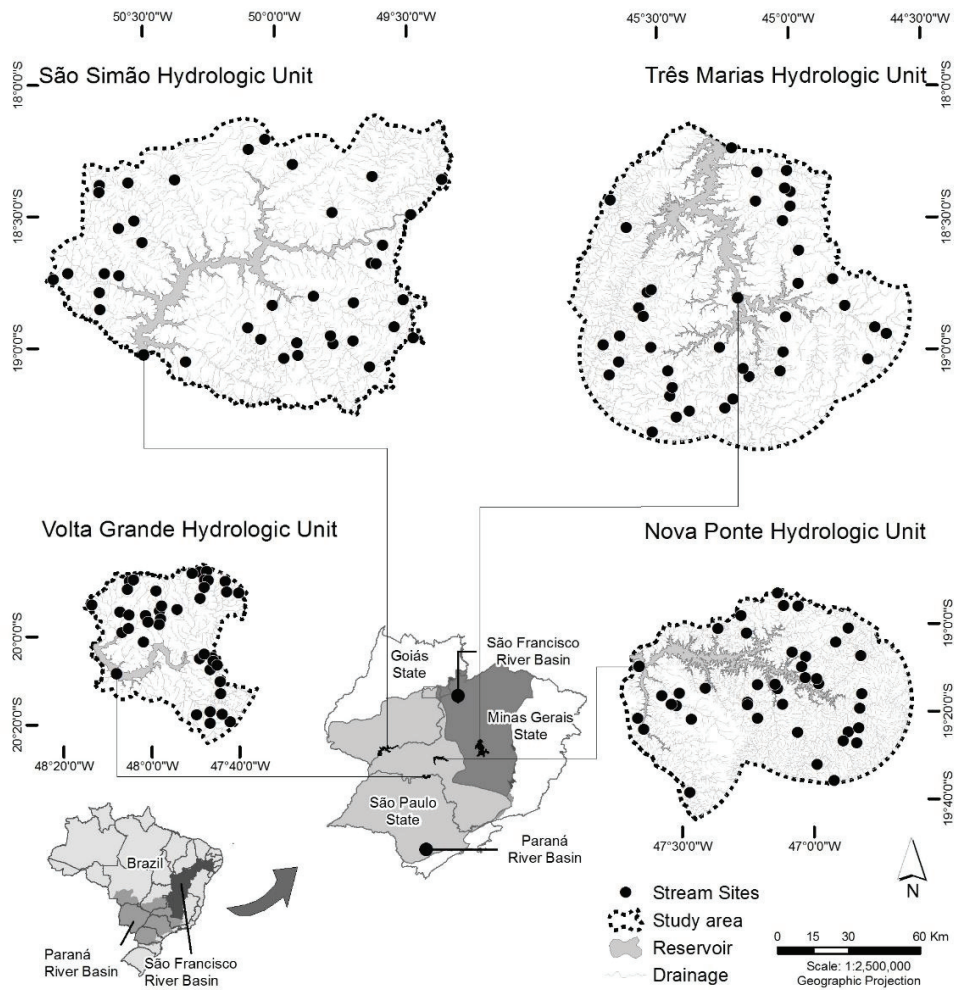 50°30'0"W
50°0'0"W
49°30'0"W
45°30'0"W
45°0'0"W
44°30'0"W
São Simão Hydrologic Unit
Três Marias Hydrologic Unit
18°0'0"S
18°30'0"S
19°0'0"S
18°0'0"S
18°30'0"S
19°0'0"S
Volta Grande Hydrologic Unit
Nova Ponte Hydrologic Unit
20°0'0"S
20°20'0"S
48°20'0"W
48°0'0"W
47°40'0"W
Goiás
State
São Francisco
River Basin
Minas Gerais
State
São Paulo
State
Paraná
River Basin
19°0'0"S
19°20'0"S
19°40'0"S
47°30'0"W
47°0'0"W
Brazil
Paraná
River Basin
São Francisco
River Basin
Stream Sites
Study area
Reservoir
Drainage
N
0 15 30 60 Km
Scale: 1:2,500,000
Geographic Projection